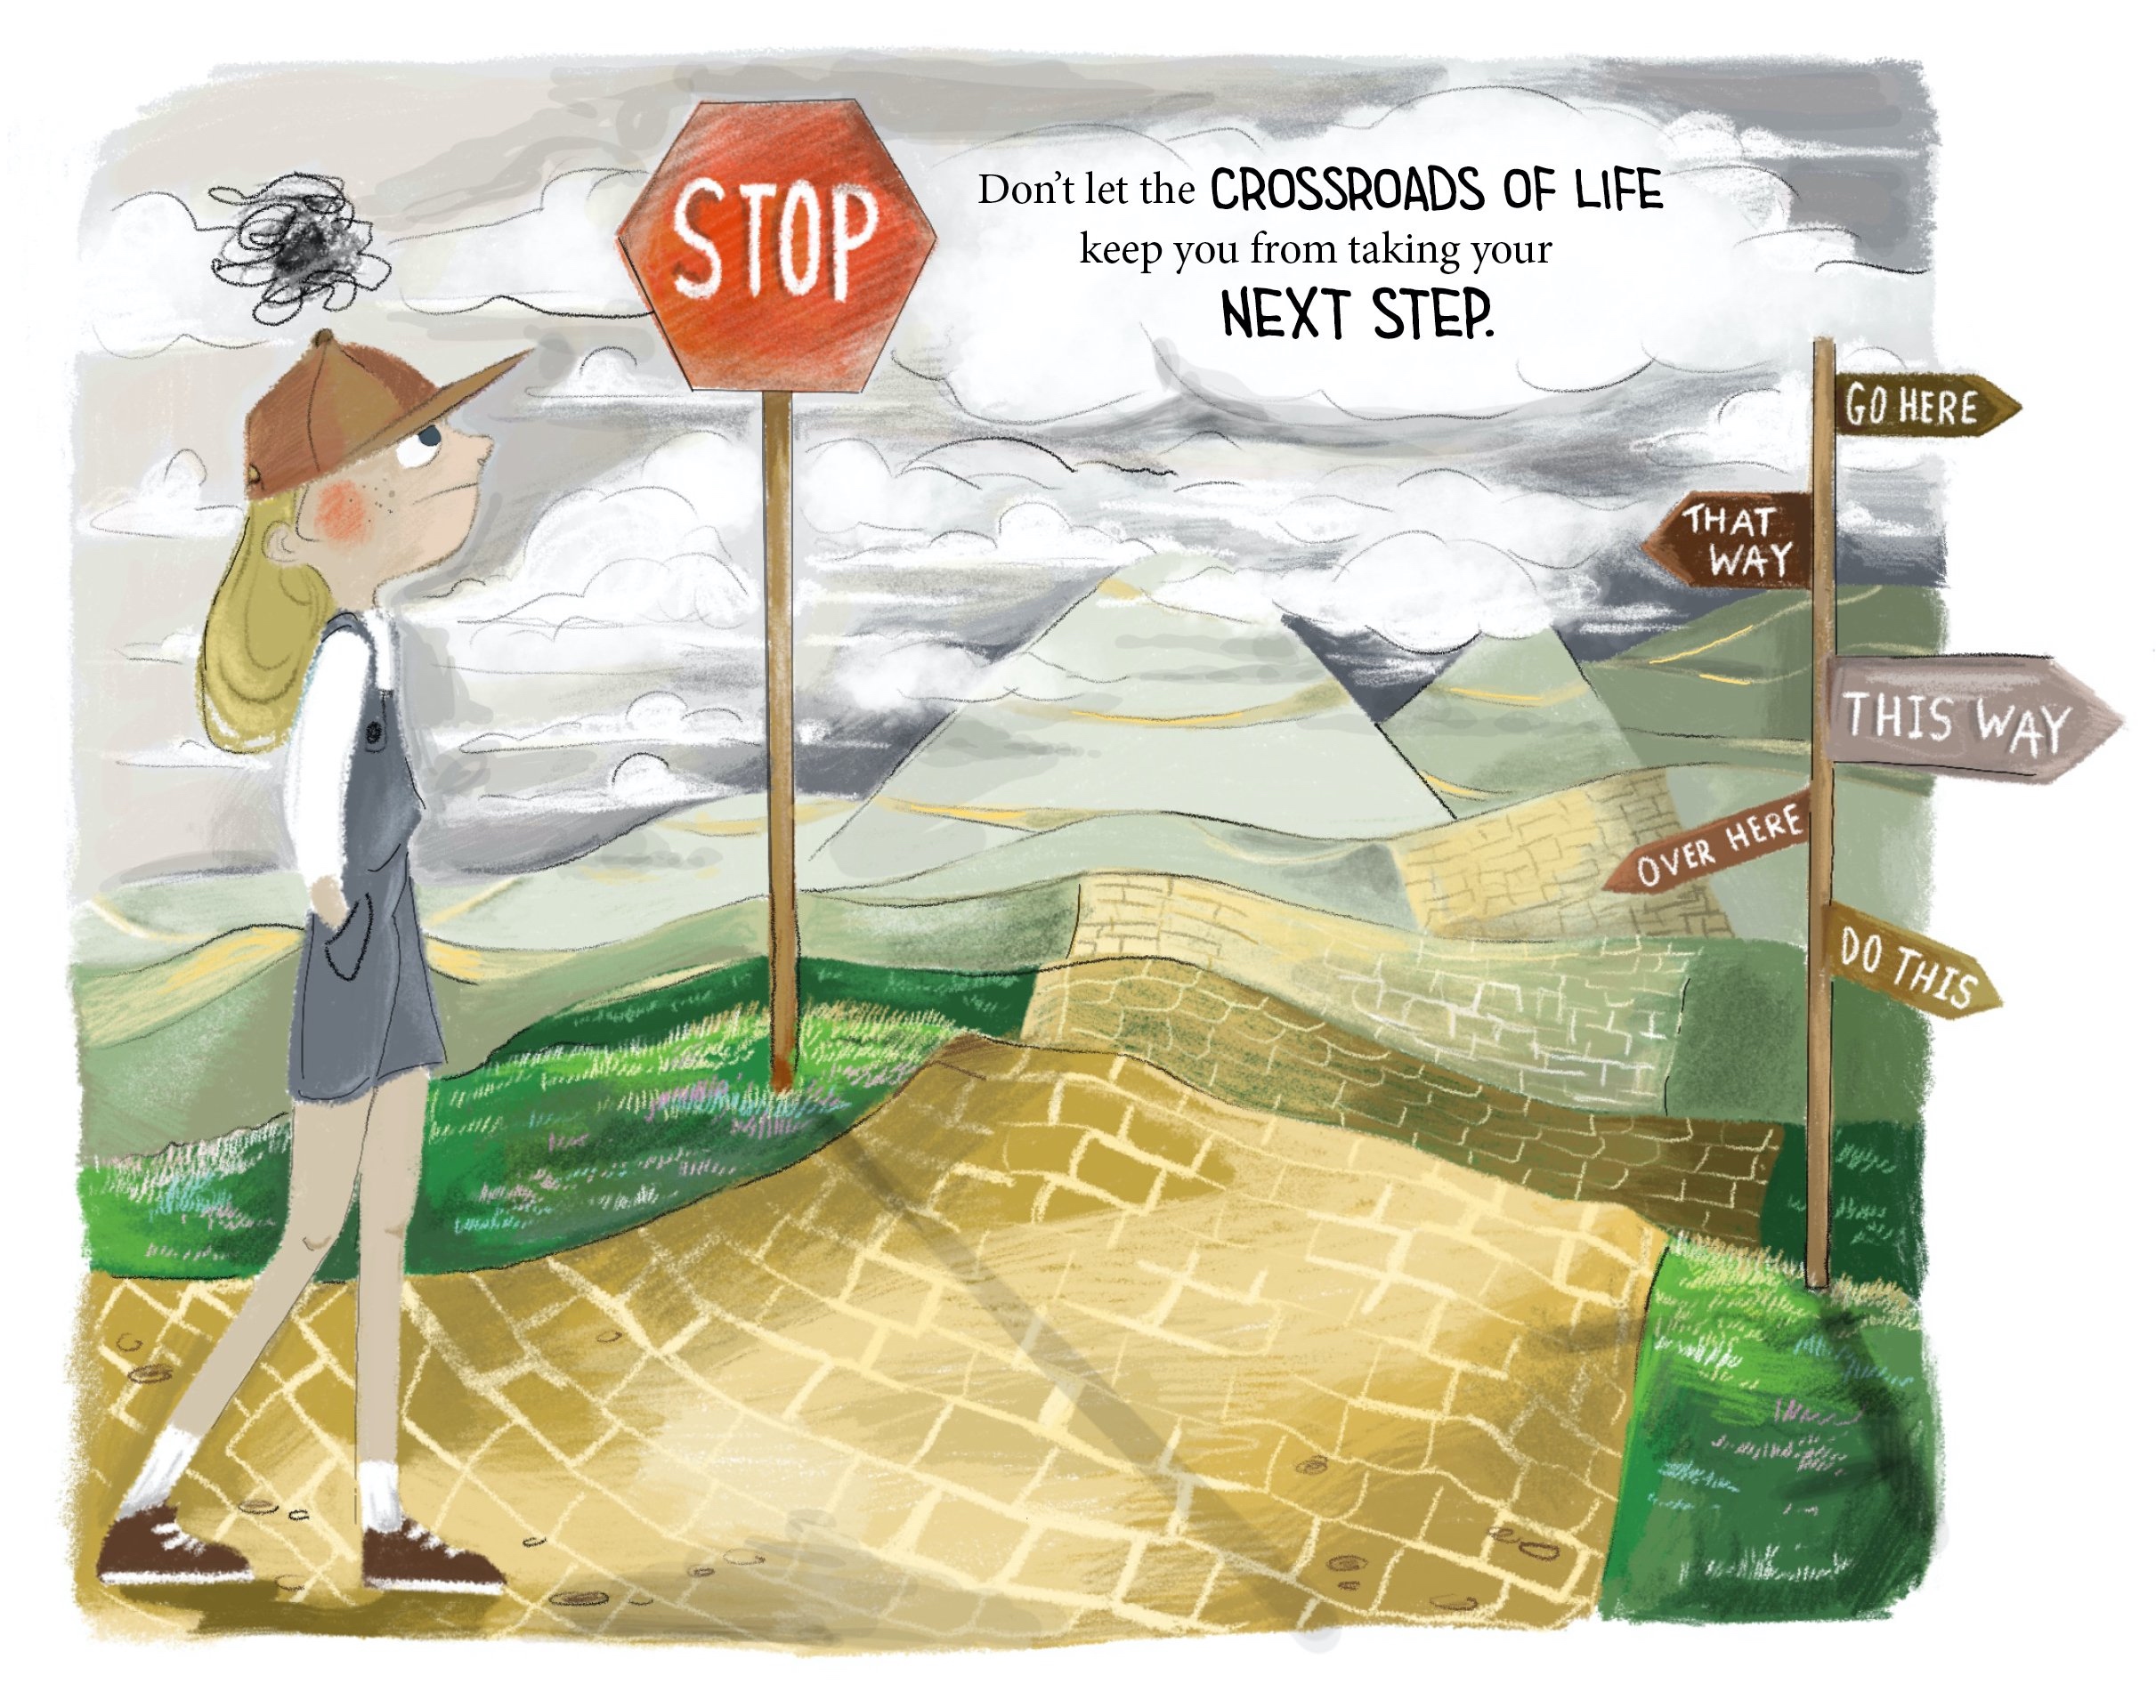 STOP
Don't let the CROSSROADS OF LIFE
keep you from taking your
NEXT STEP.
GO HERE
THAT
WAY
THIS WAY
OVER HERE
DO THIS